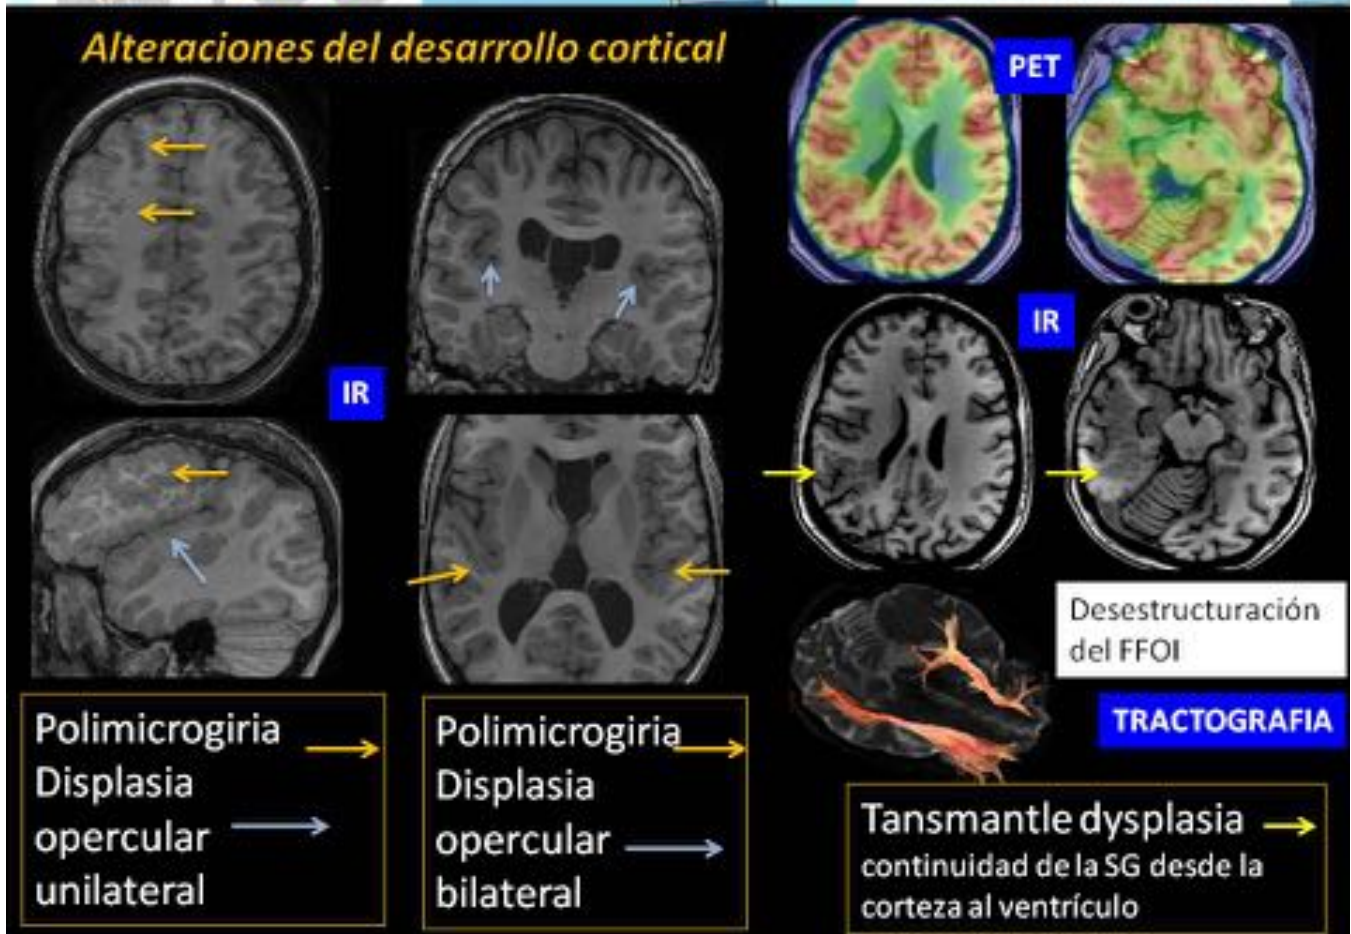 Alteraciones del desarrollo cortical
PET
IR
IR
Desestructuración
del FFOI
TRACTOGRAFIA
Polimicrogiria
Displasia
opercular
unilateral
Polimicrogiria
Displasia
opercular
bilateral
Tansmantle dysplasia
continuidad de la SG desde la
corteza al ventrículo